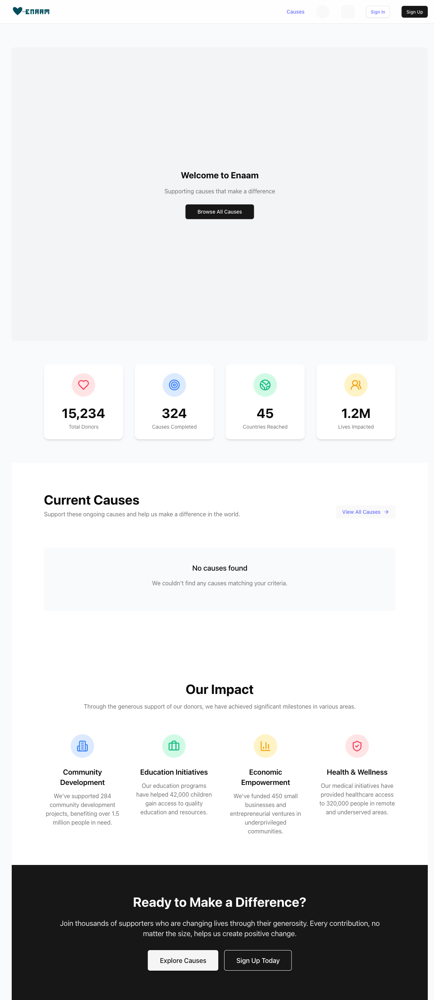 ENAAM
Causes
Sign In
Sign Up
Welcome to Enaam
Supporting causes that make a difference
Browse All Causes
15,234
Total Donors
324
Causes Completed
45
Countries Reached
1.2M
Lives Impacted
Current Causes
Support these ongoing causes and help us make a difference in the world.
View All Causes
No causes found
We couldn't find any causes matching your criteria.
Our Impact
Through the generous support of our donors, we have achieved significant milestones in various areas.
Community
Development
We've supported 284
community development
projects, benefiting over 1.5
million people in need.
Education Initiatives
Our education programs
have helped 42,000 children
gain access to quality
education and resources.
Economic
Empowerment
We've funded 450 small
businesses and
entrepreneurial ventures in
underprivileged
communities.
Health & Wellness
Our medical initiatives have
provided healthcare access
to 320,000 people in remote
and underserved areas.
Ready to Make a Difference?
Join thousands of supporters who are changing lives through their generosity. Every contribution, no
matter the size, helps us create positive change.
Explore Causes
Sign Up Today